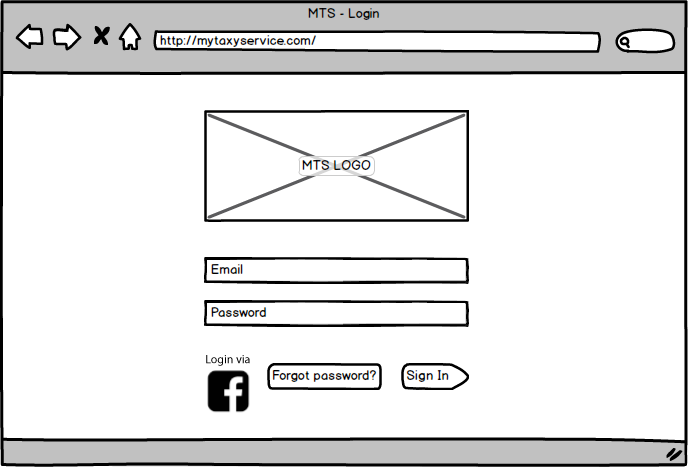 MTS - Login
http://mytaxyservice.com/
MTS LOGO
Email
Password
Login via
Forgot password?
Sign In